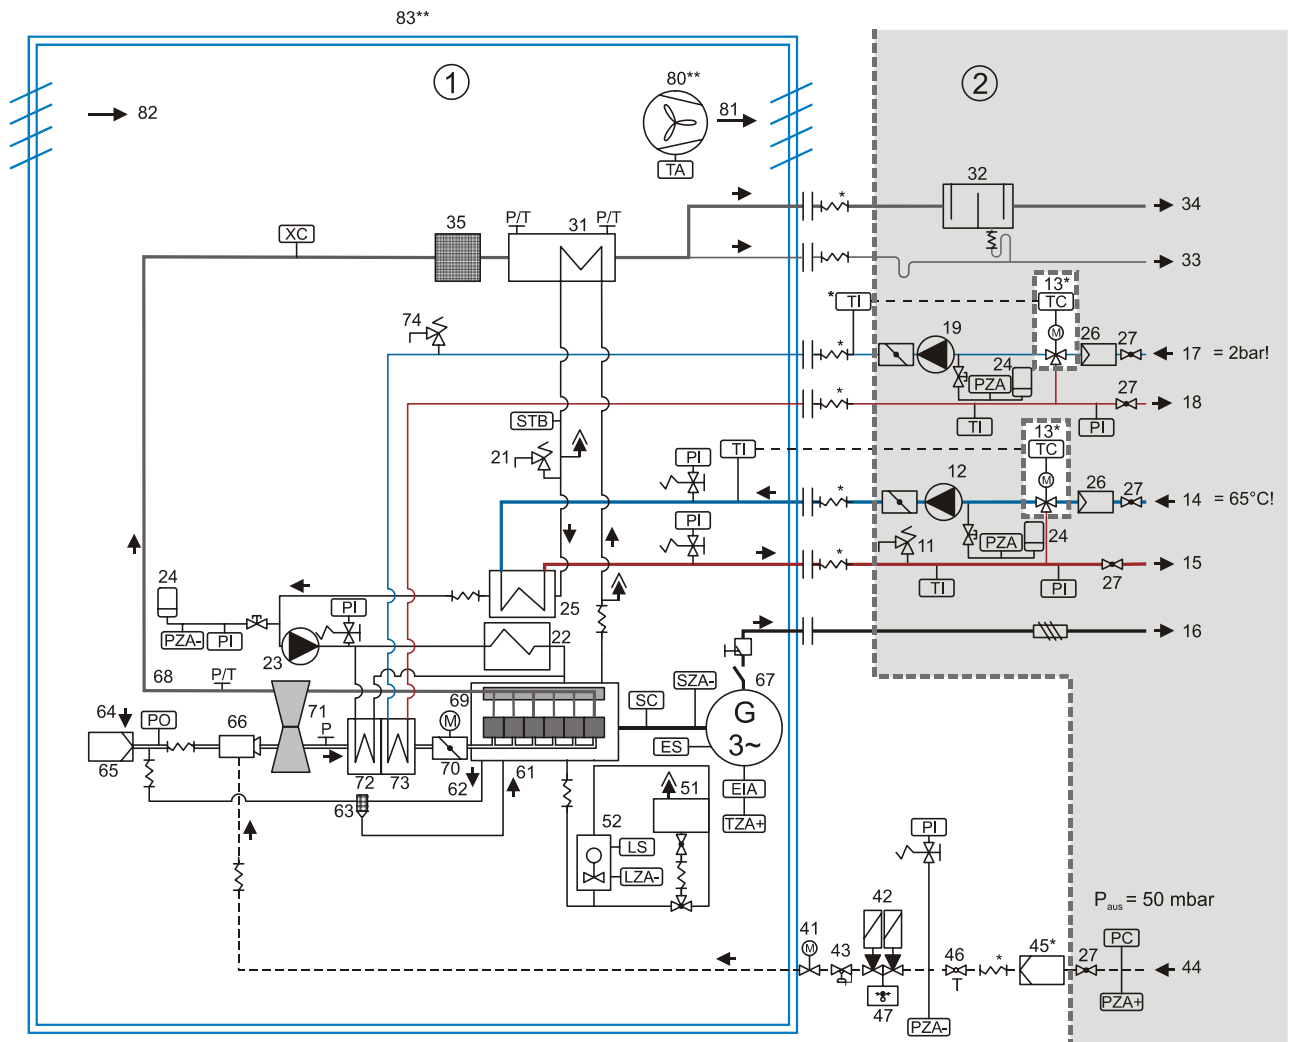 83**
1
2
80**
82
81
TA
32
P/T
P/T
35
31
34
XC
*
33
13*
* TI
TC
74
19
M
26
27
*
17 = 2bar!
24
PZA
27
*
18
STB
TI
PI
13*
21
PI
TI
TC
12
M
26
27
*
14 = 65°C!
PI
11
PZA
24
*
15
24
25
TI
PI
27
PI
PZA-
PI
22
16
23
68
P/T
SZA-
67
69
SC
64
PO
66
71
P
M
G
3~
ES
65
70
72
73
62
61
EIA
51
63
TZA+
52
LS
PI
LZA-
P aus = 50 mbar
42
41
PC
M
43
46
45*
27
*
44
T
47
PZA+
PZA-